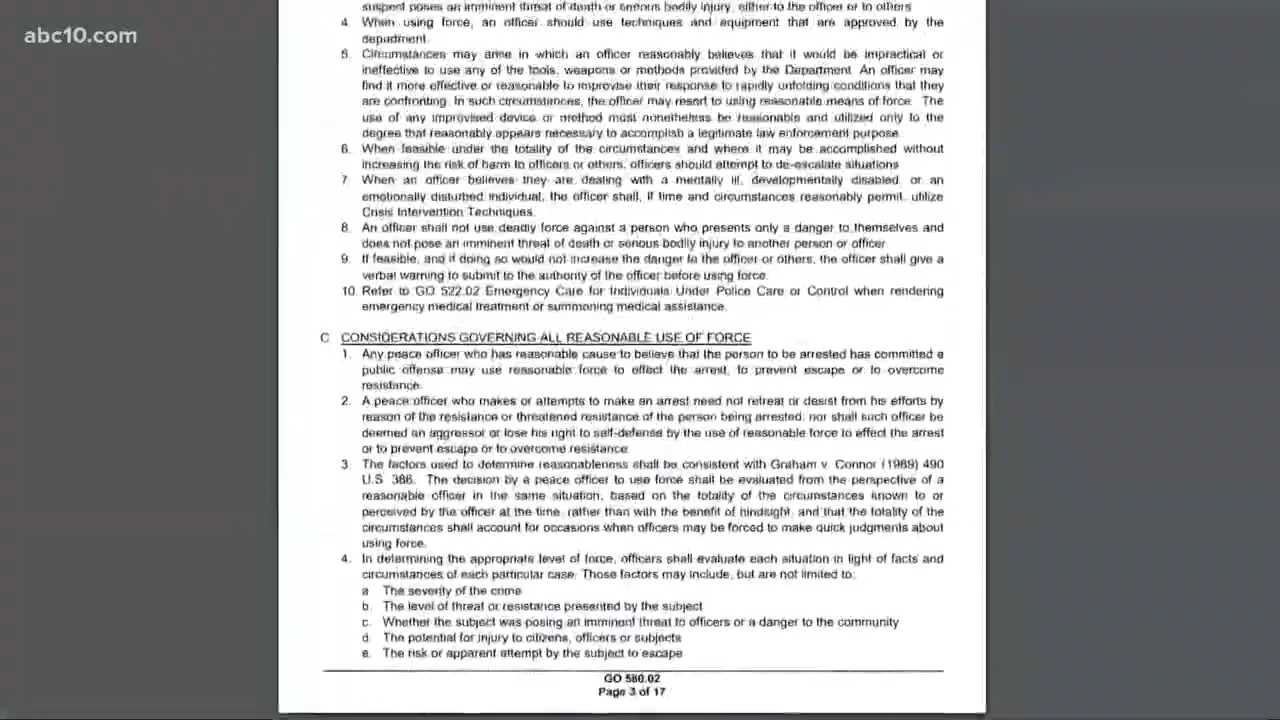 abc10.com
suspect poses an imminent threat of death or serious bodily injury, either to the officer or to others
4. When using force, an officer should use techniques and equipment that are approved by the
department.
5. Circumstances may arise in which an officer reasonably believes that it would be impractical or
ineffective to use any of the tools, weapons or methods provided by the Department. An officer may
find it more effective or reasonable to improvise their response to rapidly unfolding conditions that they
are confronting. In such circumstances, the officer may resort to using reasonable means of force. The
use of any improvised device or method must nonetheless be reasonable and utilized only to the
degree that reasonably appears necessary to accomplish a legitimate law enforcement purpose.
6. When feasible under the totality of the circumstances and where it may be accomplished without
increasing the risk of harm to officers or others, officers should attempt to de-escalate situations
7. When an officer believes they are dealing with a mentally ill, developmentally disabled, or an
emotionally disturbed individual, the officer shall, if time and circumstances reasonably permit, utilize
Crisis Intervention Techniques.
8. An officer shall not use deadly force against a person who presents only a danger to themselves and
does not pose an imminent threat of death or serious bodily injury to another person or officer
9. If feasible, and if doing so would not increase the danger to the officer or others, the officer shall give a
verbal warning to submit to the authority of the officer before using force.
10. Refer to GO 522.02 Emergency Care for Individuals Under Police Care or Control when rendering
emergency medical treatment or summoning medical assistance.
C. CONSIDERATIONS GOVERNING ALL REASONABLE USE OF FORCE
1. Any peace officer who has reasonable cause to believe that the person to be arrested has committed a
public offense may use reasonable force to effect the arrest, to prevent escape or to overcome
resistance.
2. A peace officer who makes or attempts to make an arrest need not retreat or desist from his efforts by
reason of the resistance or threatened resistance of the person being arrested; nor shall such officer be
deemed an aggressor or lose his right to self-defense by the use of reasonable force to effect the arrest
or to prevent escape or to overcome resistance.
3. The factors used to determine reasonableness shall be consistent with Graham v. Connor (1989) 490
U.S. 386. The decision by a peace officer to use force shall be evaluated from the perspective of a
reasonable officer in the same situation, based on the totality of the circumstances known to or
perceived by the officer at the time, rather than with the benefit of hindsight, and that the totality of the
circumstances shall account for occasions when officers may be forced to make quick judgments about
using force.
4. In determining the appropriate level of force, officers shall evaluate each situation in light of facts and
circumstances of each particular case. Those factors may include, but are not limited to:
a. The severity of the crime
b. The level of threat or resistance presented by the subject
c. Whether the subject was posing an imminent threat to officers or a danger to the community
d. The potential for injury to citizens, officers or subjects
e. The risk or apparent attempt by the subject to escape
GO 580.02
Page 3 of 17